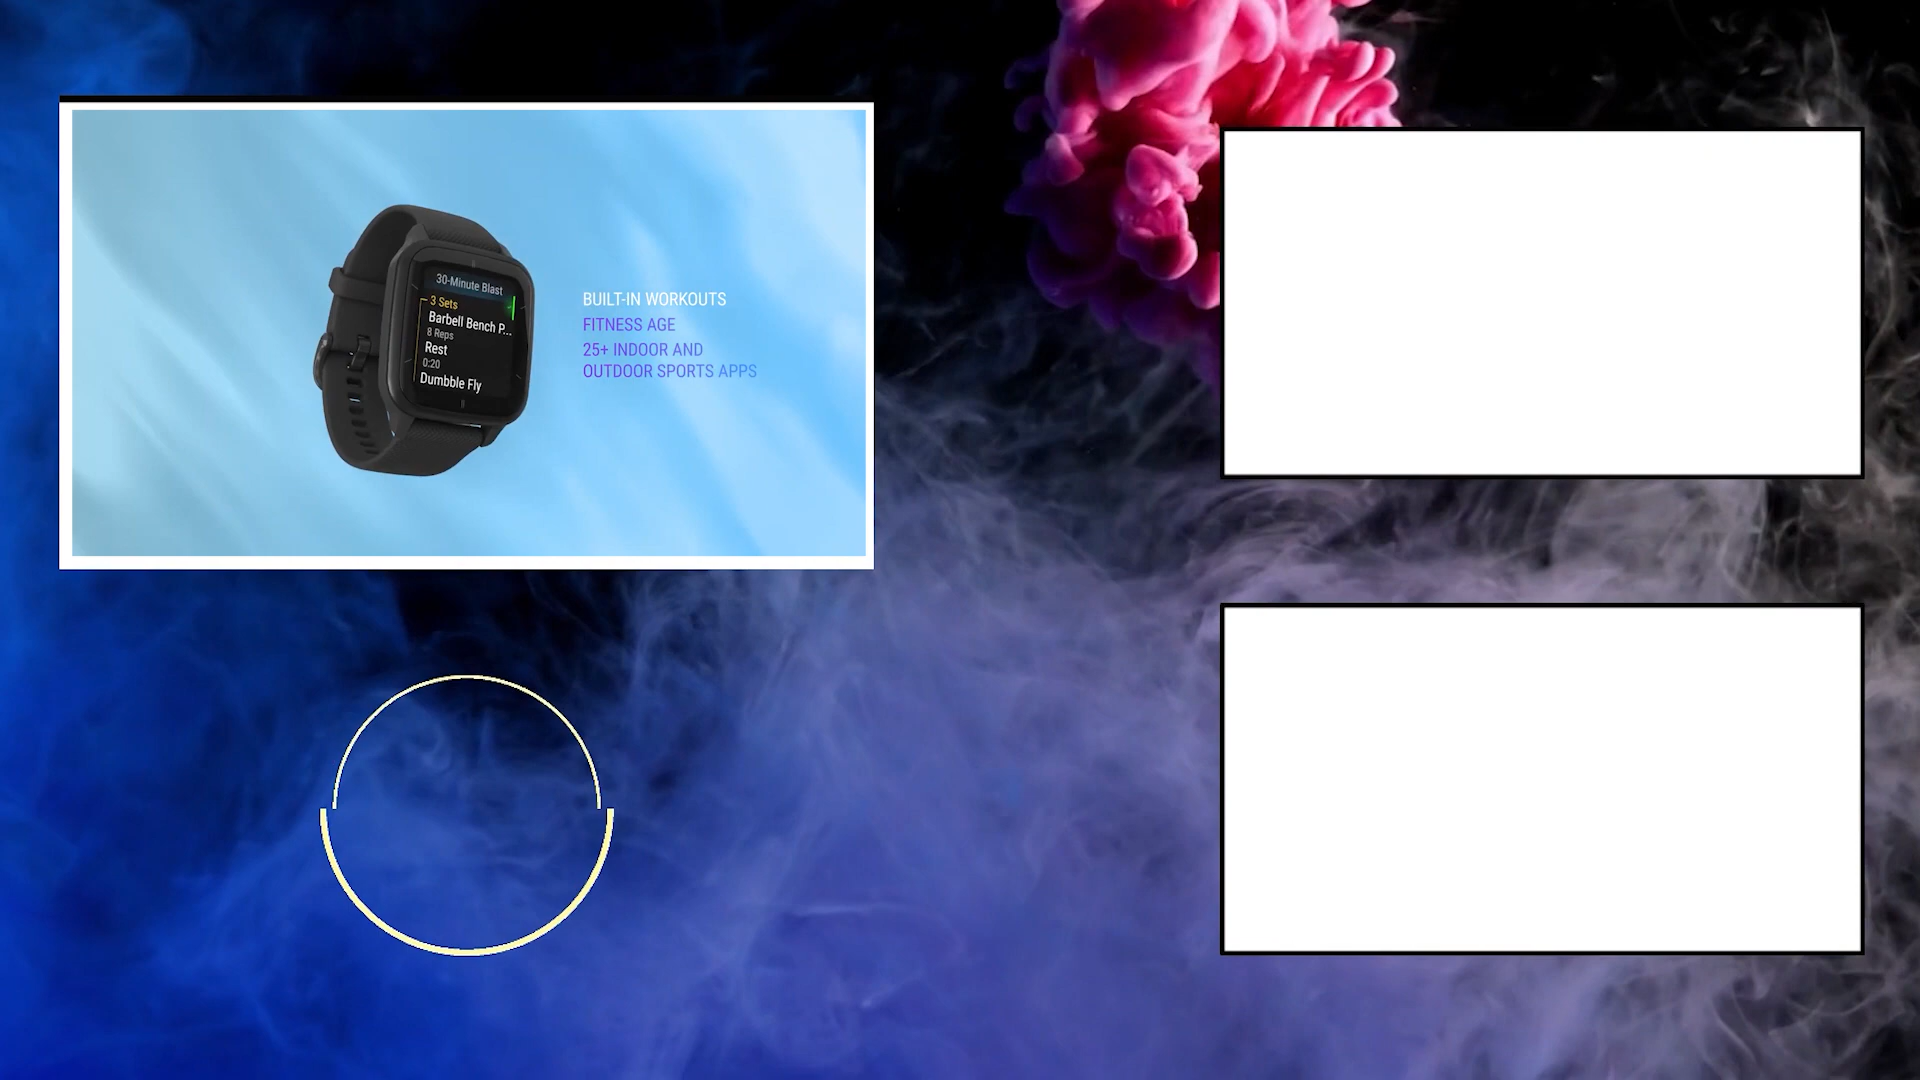 30-Minute Blast
3 Sets
Barbell Bench P...
8 Reps
Rest
0:20
Dumbble Fly
BUILT-IN WORKOUTS
FITNESS AGE
25+ INDOOR AND
OUTDOOR SPORTS APPS